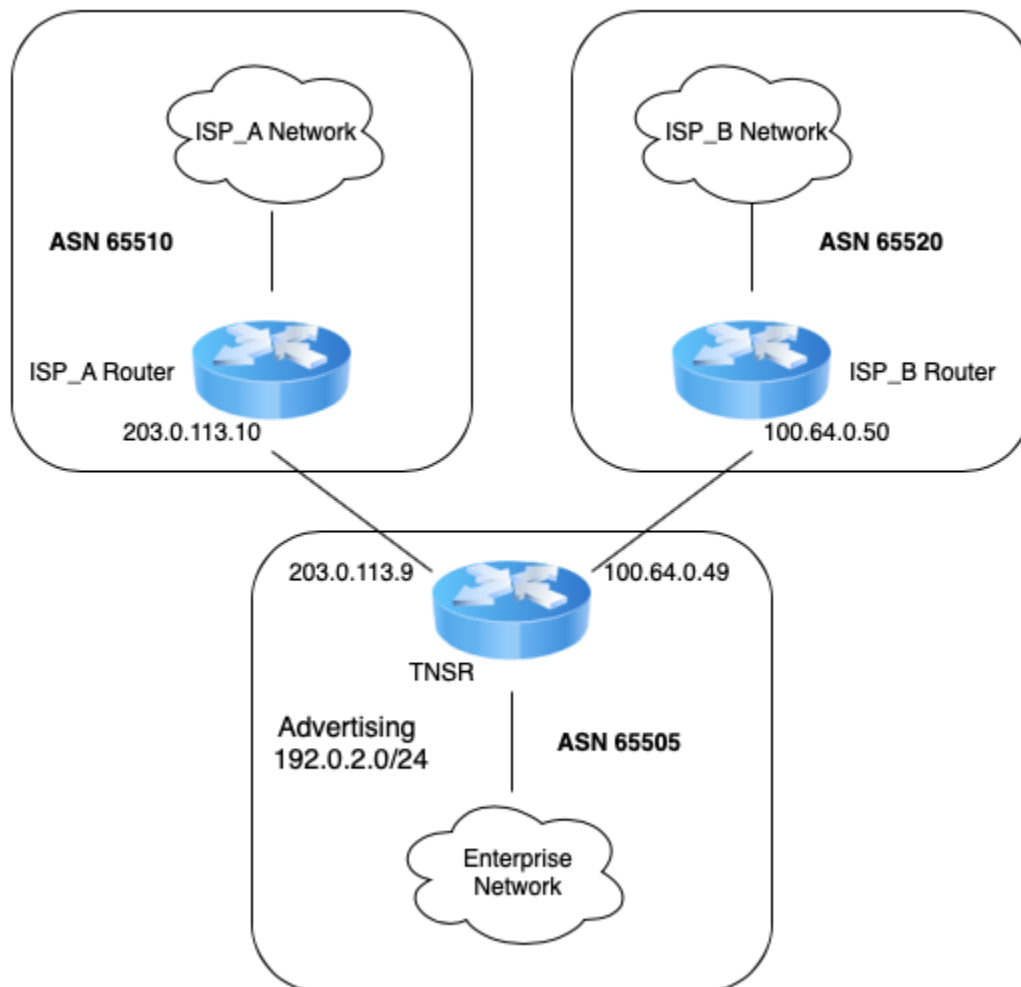 ISP_A Network
ISP_B Network
ASN 65510
ASN 65520
ISP_A Router
ISP_B Router
203.0.113.10
100.64.0.50
203.0.113.9
100.64.0.49
TNSR
Advertising
192.0.2.0/24
ASN 65505
Enterprise
Network